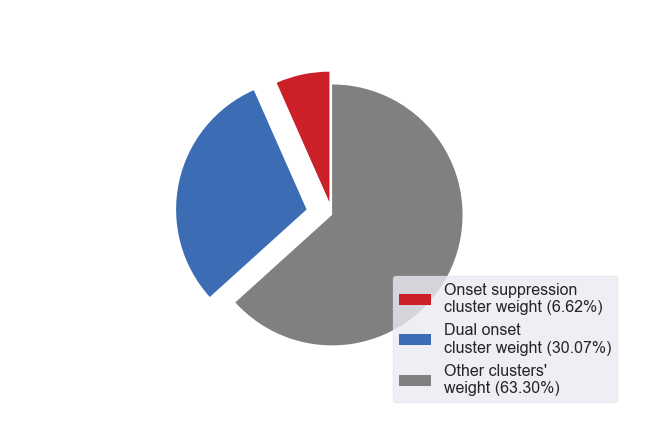 Onset suppression
cluster weight (6.62%)
Dual onset
cluster weight (30.07%)
Other clusters'
weight (63.30%)